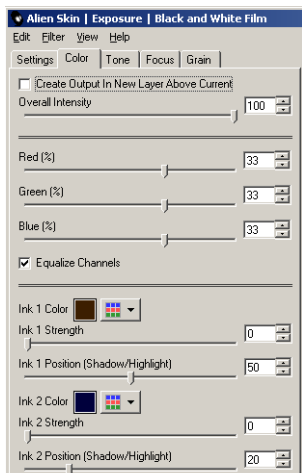 Alien Skin | Exposure | Black and White Film
Edit Filter View Help
Settings Color Tone Focus Grain
Create Output In New Layer Above Current
Overall Intensity
100
Red (%)
33
Green (%)
33
Blue (%)
33
Equalize Channels
Ink 1 Color
Ink 1 Strength
0
Ink 1 Position (Shadow/Highlight)
50
Ink 2 Color
Ink 2 Strength
0
Ink 2 Position (Shadow/Highlight)
20